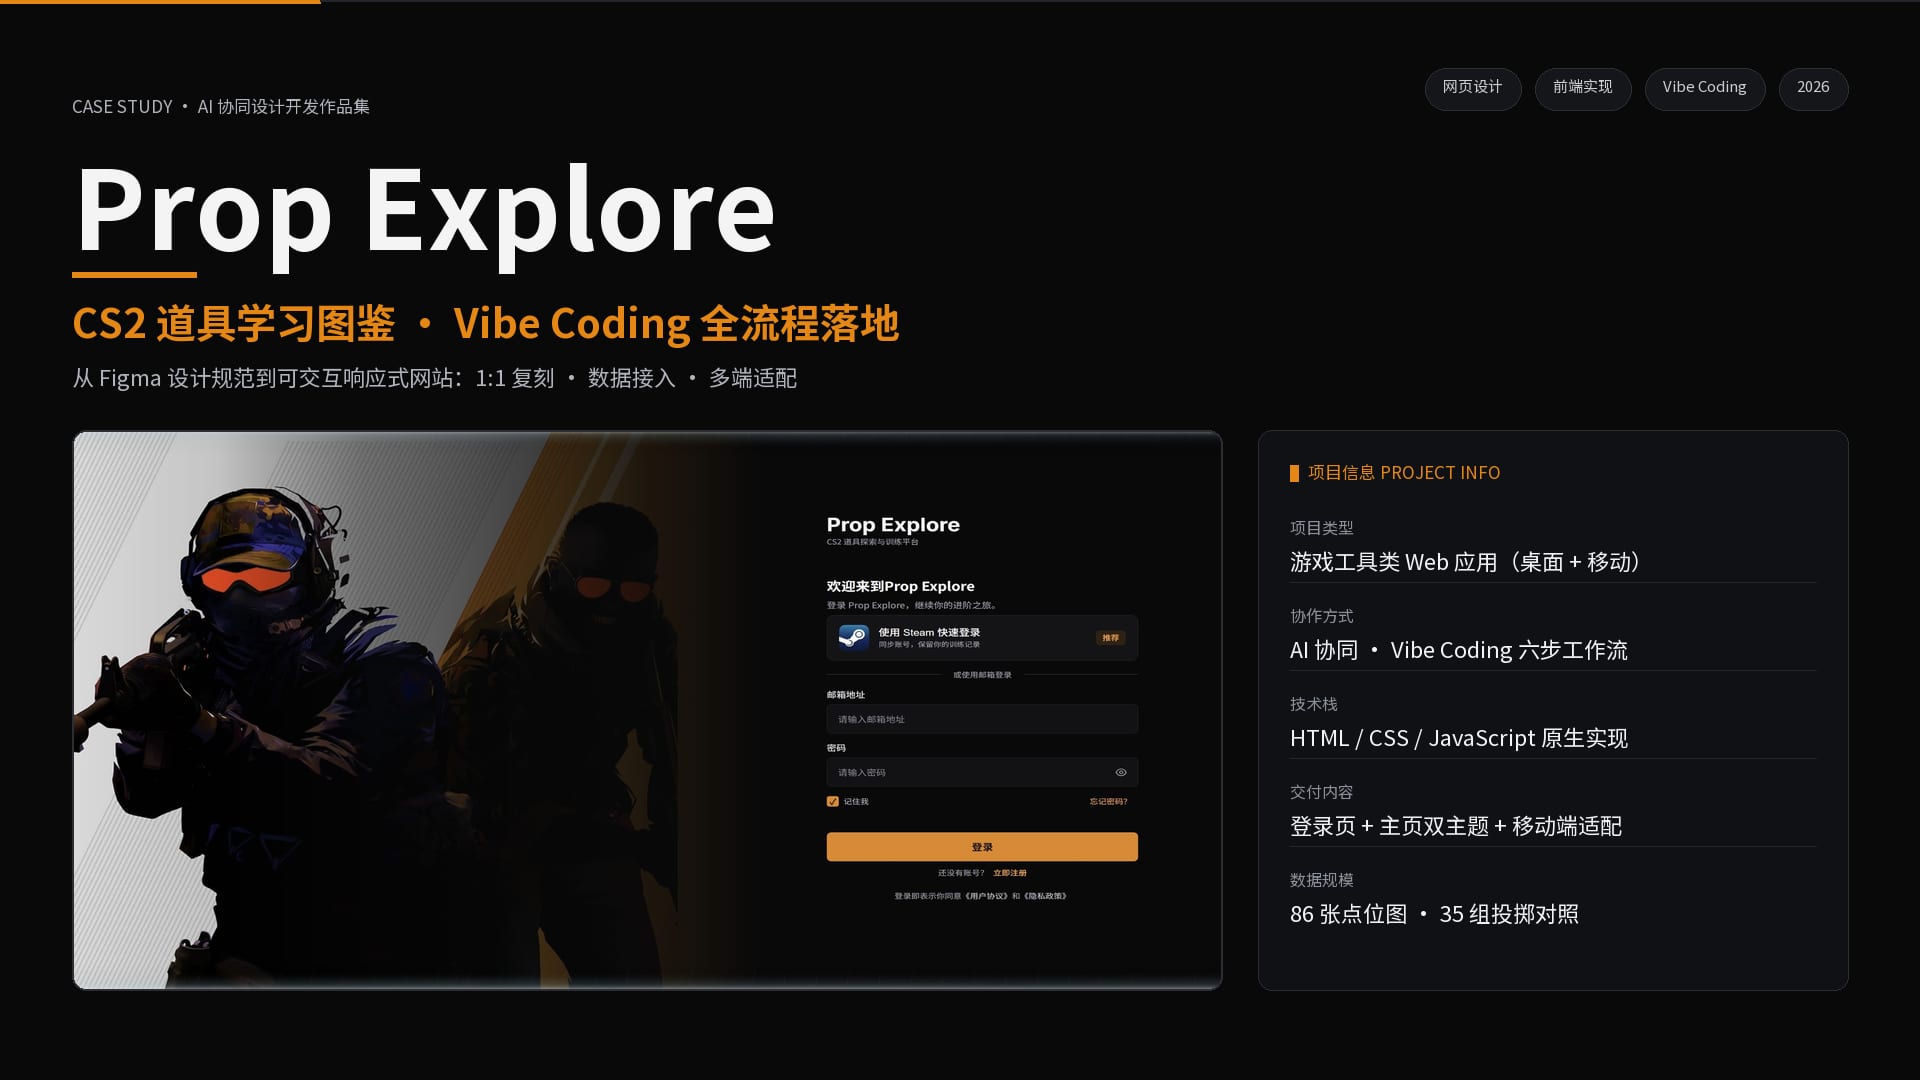 CASE STUDY • AI 协同设计开发作品集
网页设计
前端实现
Vibe Coding
2026
Prop Explore
CS2 道具学习图鉴 • Vibe Coding 全流程落地
从 Figma 设计规范到可交互响应式网站：1:1 复刻 • 数据接入 • 多端适配
Prop Explore
CS2 道具探索与训练平台
欢迎来到Prop Explore
登录 Prop Explore，继续你的进阶之旅。
使用 Steam 快速登录
同步账号，保留你的训练记录
推荐
或使用邮箱登录
邮箱地址
请输入邮箱地址
密码
请输入密码
记住我
忘记密码？
登录
还没有账号？ 立即注册
登录即表示你同意《用户协议》和《隐私政策》
项目信息 PROJECT INFO
项目类型
游戏工具类 Web 应用（桌面 + 移动）
协作方式
AI 协同 • Vibe Coding 六步工作流
技术栈
HTML / CSS / JavaScript 原生实现
交付内容
登录页 + 主页双主题 + 移动端适配
数据规模
86 张点位图 • 35 组投掷对照